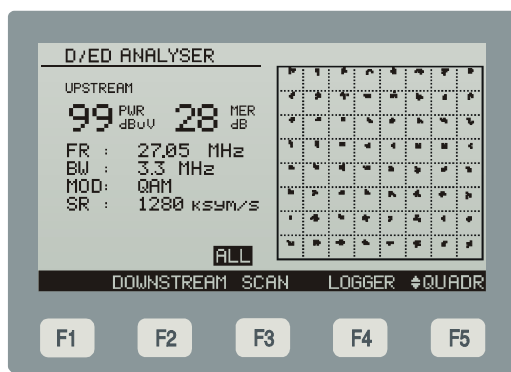 D/ED ANALYSER
UPSTREAM
99 PWR dBuV 28 MER dB
FR : 27.05 MHz
BW : 3.3 MHz
MOD: QAM
SR : 1280 ksym/s
ALL
DOWNSTREAM SCAN LOGGER QUADR
F1 F2 F3 F4 F5